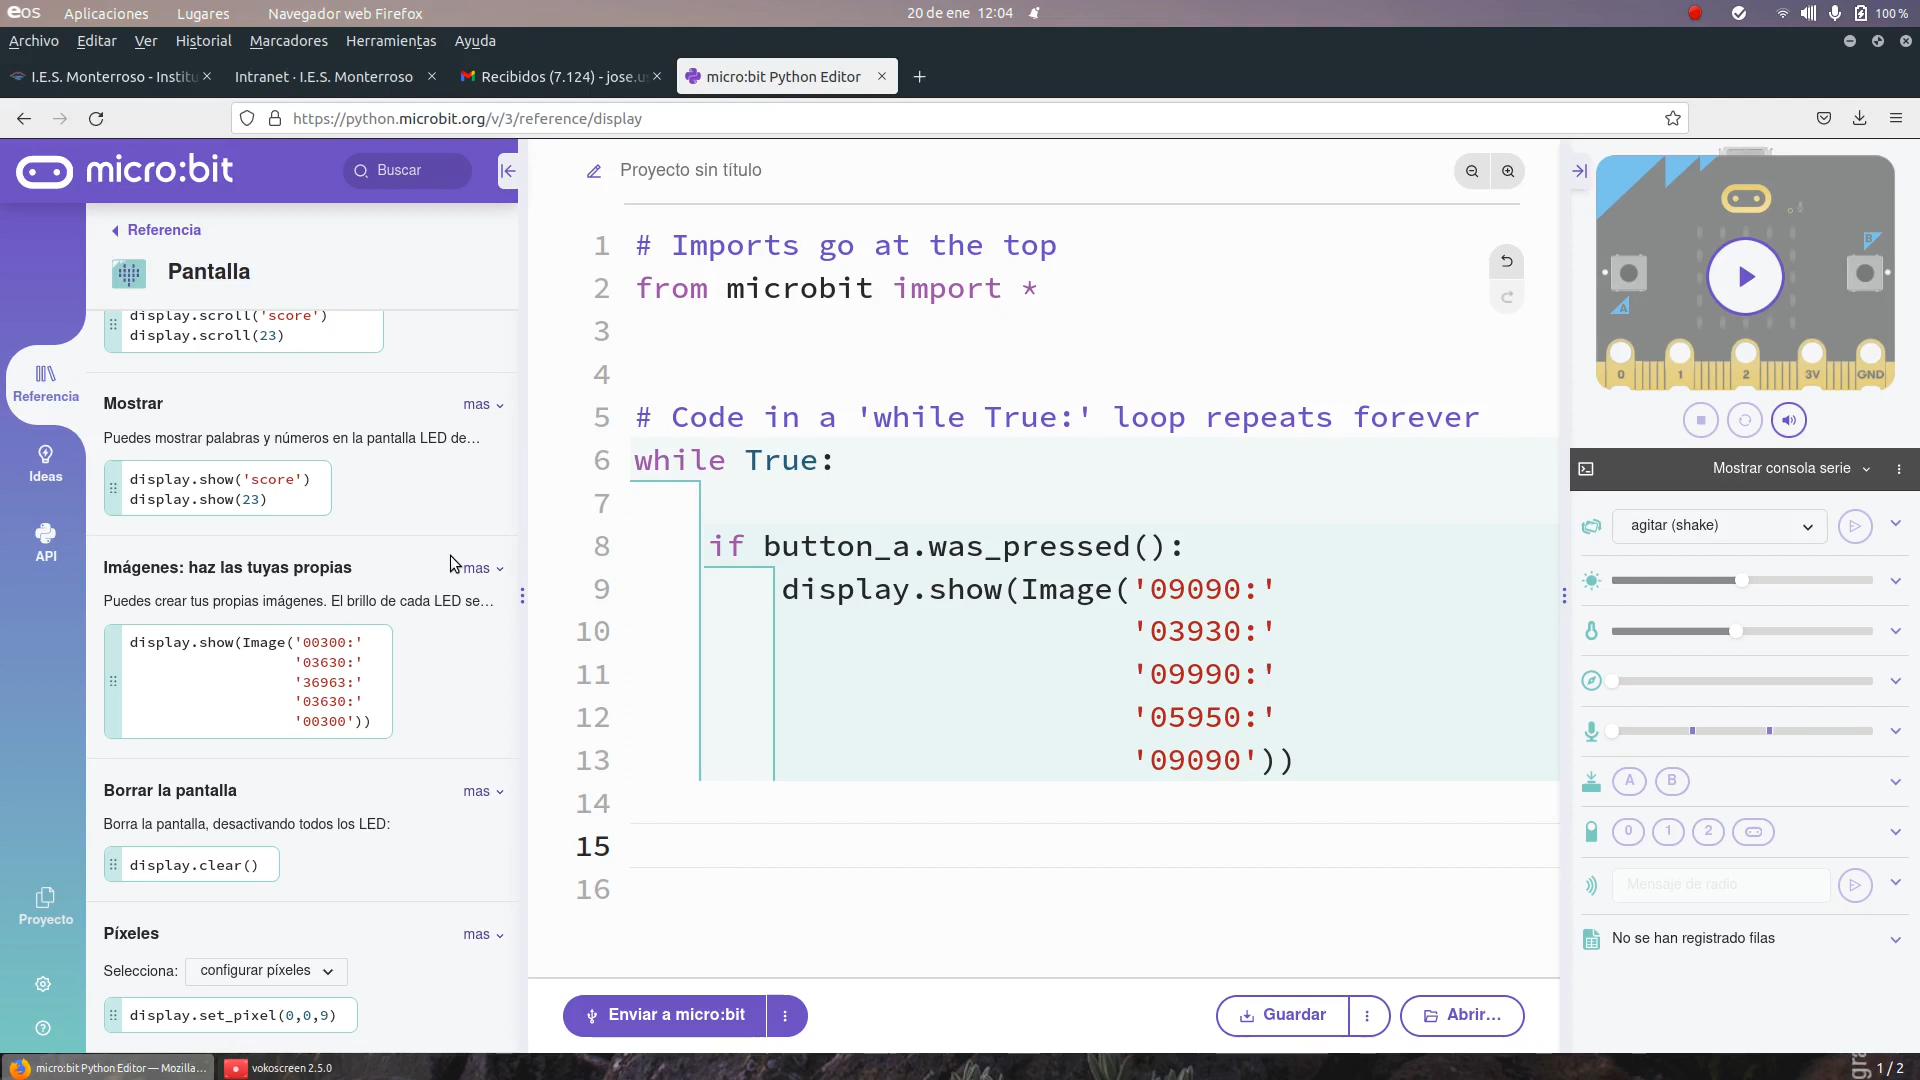 eos Aplicaciones Lugares Navegador web Firefox 20 de ene 12:04 100 %
Archivo Editar Ver Historial Marcadores Herramientas Ayuda
I.E.S. Monterroso - Institu Intranet · I.E.S. Monterroso Recibidos (7.124) - jose.u micro:bit Python Editor
https://python.microbit.org/v/3/reference/display
micro:bit
Buscar
Referencia
Pantalla
display.scroll('score')
display.scroll(23)
Mostrar mas
Puedes mostrar palabras y números en la pantalla LED de…
display.show('score')
display.show(23)
Imágenes: haz las tuyas propias mas
Puedes crear tus propias imágenes. El brillo de cada LED se…
display.show(Image('00300:'
'03630:'
'36963:'
'03630:'
'00300'))
Borrar la pantalla mas
Borra la pantalla, desactivando todos los LED:
display.clear()
Píxeles mas
Selecciona: configurar píxeles
display.set_pixel(0,0,9)
Referencia
Ideas
API
Proyecto
Proyecto sin título
1 # Imports go at the top
2 from microbit import *
3
4
5 # Code in a 'while True:' loop repeats forever
6 while True:
7
8 if button_a.was_pressed():
9 display.show(Image('09090:'
10 '03930:'
11 '09990:'
12 '05950:'
13 '09090'))
14
15
16
Enviar a micro:bit Guardar Abrir...
A B
0 1 2 3V GND
Mostrar consola serie
agitar (shake)
A B
0 1 2
Mensaje de radio
No se han registrado filas
micro:bit Python Editor — Mozilla... vokoscreen 2.5.0 1 / 2